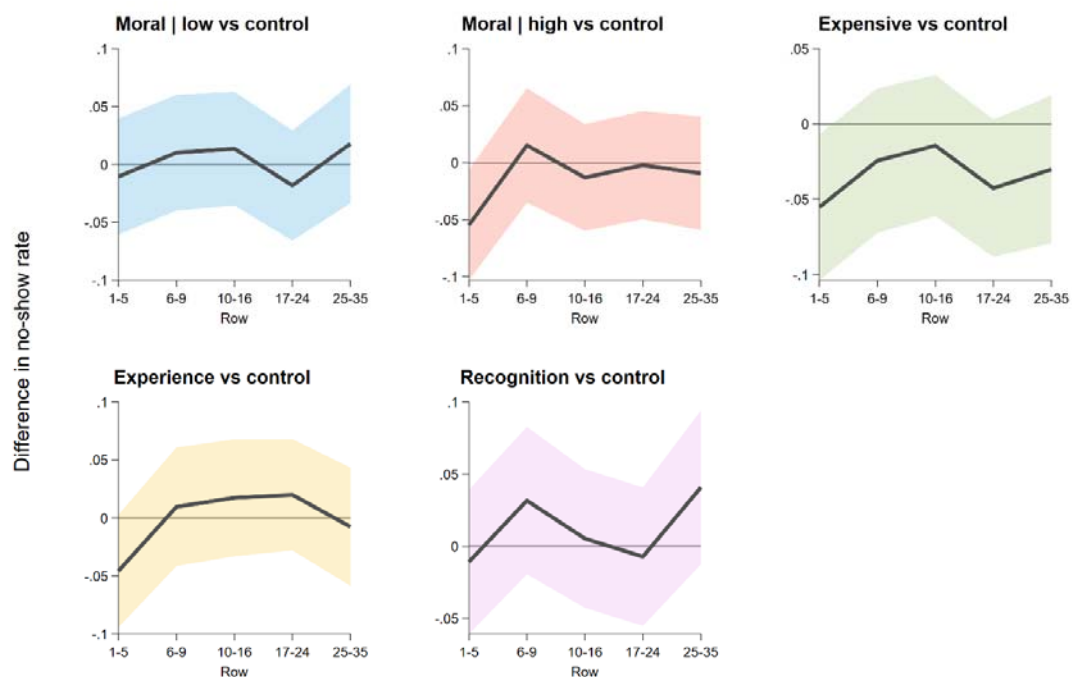 Moral | low vs control
Moral | high vs control
Expensive vs control
.1
.05
0
-.05
-.1
1-5 6-9 10-16 17-24 25-35
Row
.1
.05
0
-.05
-.1
1-5 6-9 10-16 17-24 25-35
Row
.05
0
-.05
-.1
1-5 6-9 10-16 17-24 25-35
Row
Difference in no-show rate
Experience vs control
Recognition vs control
.1
.05
0
-.05
-.1
1-5 6-9 10-16 17-24 25-35
Row
.1
.05
0
-.05
1-5 6-9 10-16 17-24 25-35
Row